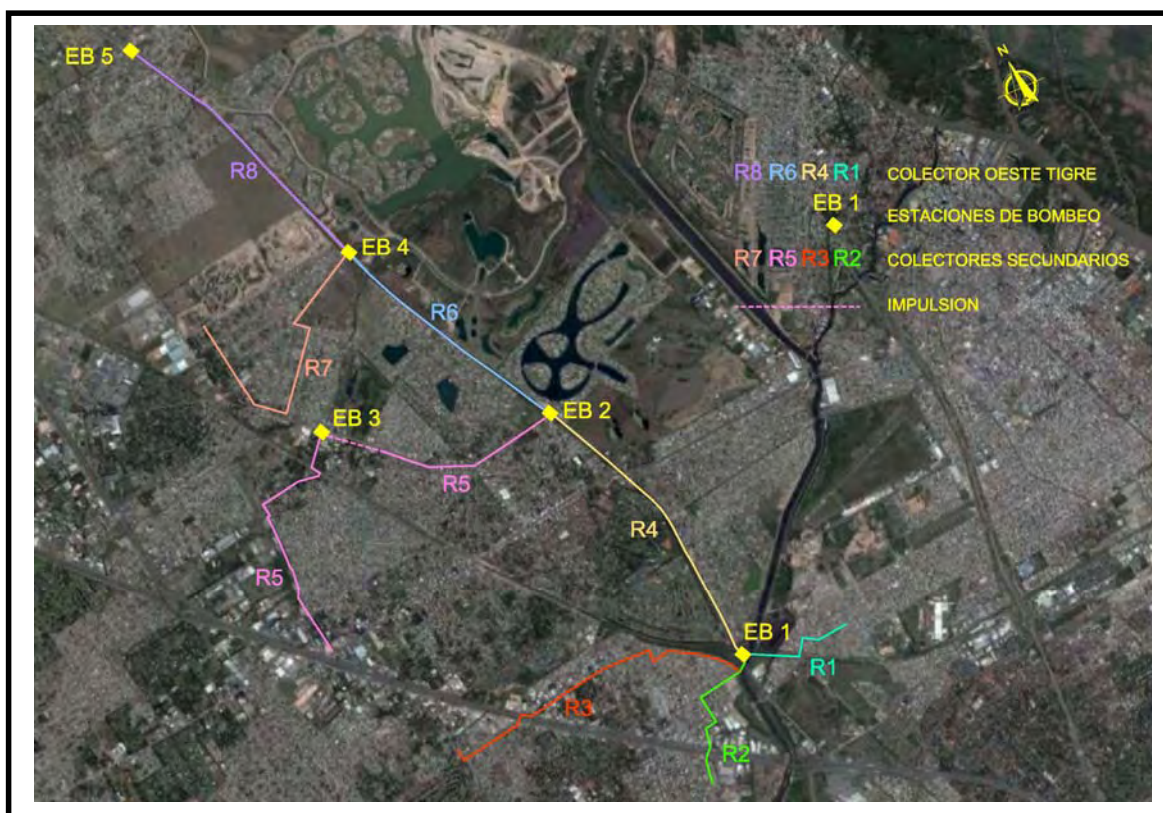 EB 5
N
R8
R8 R6 R4 R1 COLECTOR OESTE TIGRE
EB 1 ESTACIONES DE BOMBEO
EB 4
R7 R5 R3 R2 COLECTORES SECUNDARIOS
IMPULSION
R6
R7
EB 3
EB 2
R5
R4
R5
EB 1
R1
R3
R2